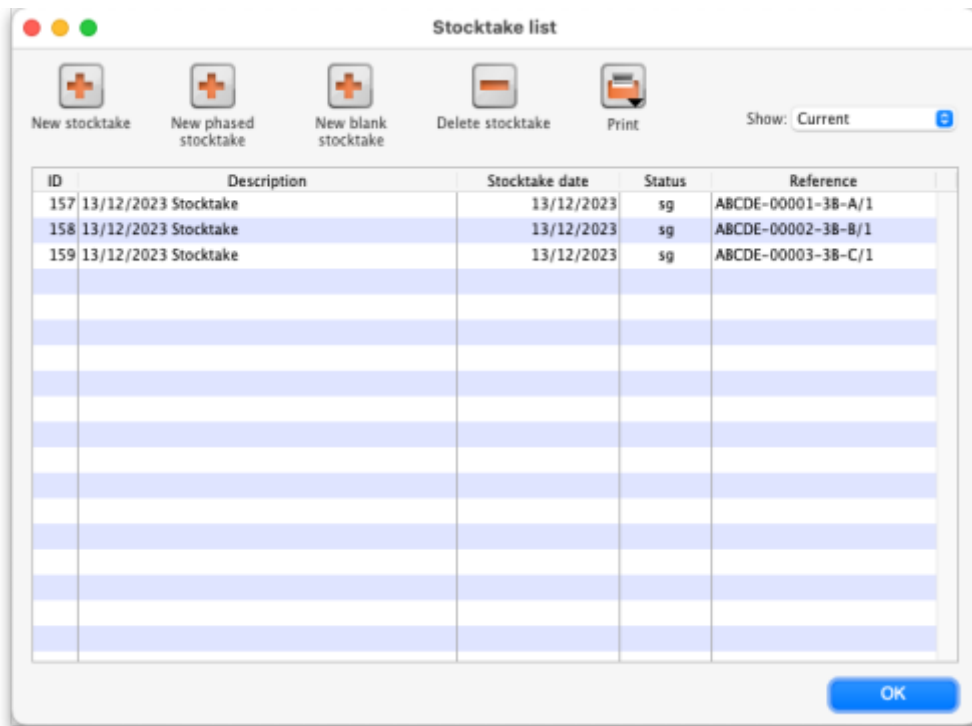 Stocktake list
New stocktake
New phased
stocktake
New blank
stocktake
Delete stocktake
Print
Show: Current
ID Description Stocktake date Status Reference
157 13/12/2023 Stocktake 13/12/2023 sg ABCDE-00001-3B-A/1
158 13/12/2023 Stocktake 13/12/2023 sg ABCDE-00002-3B-B/1
159 13/12/2023 Stocktake 13/12/2023 sg ABCDE-00003-3B-C/1
OK